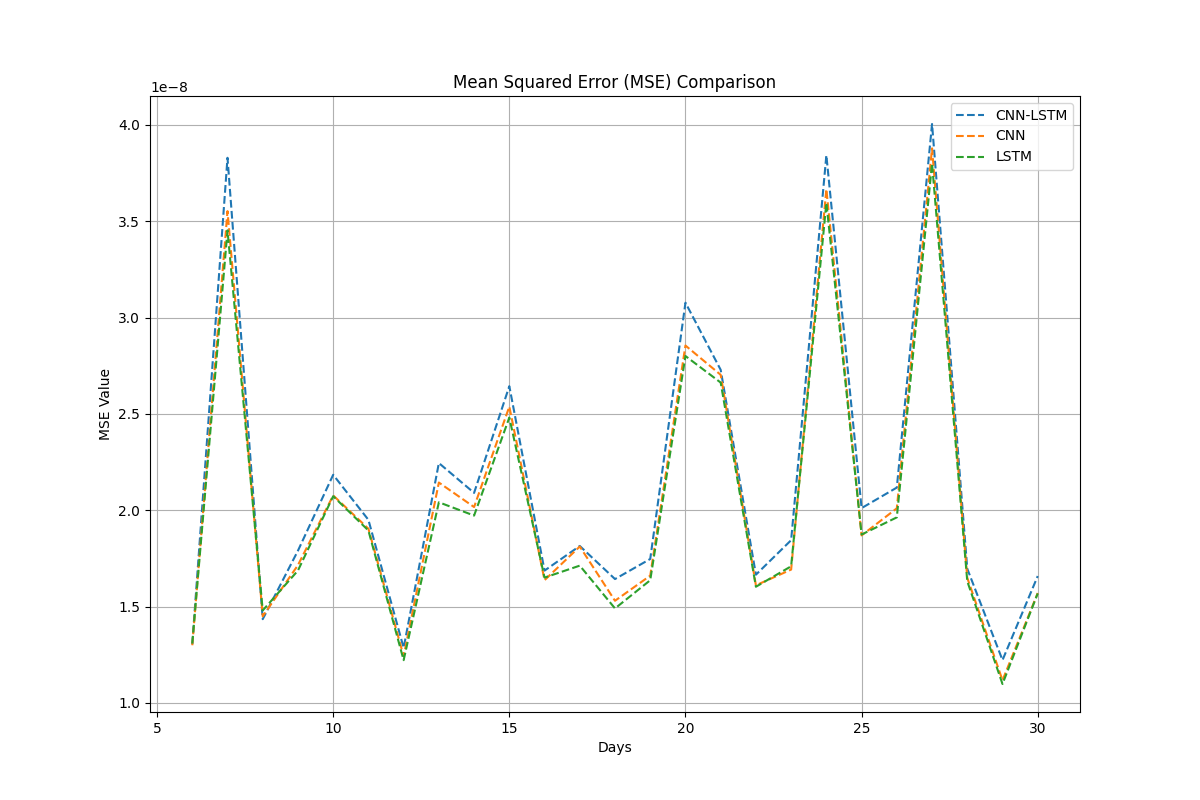 Mean Squared Error (MSE) Comparison
1e−8
CNN-LSTM
CNN
LSTM
4.0
3.5
3.0
2.5
2.0
1.5
1.0
MSE Value
5 10 15 20 25 30
Days